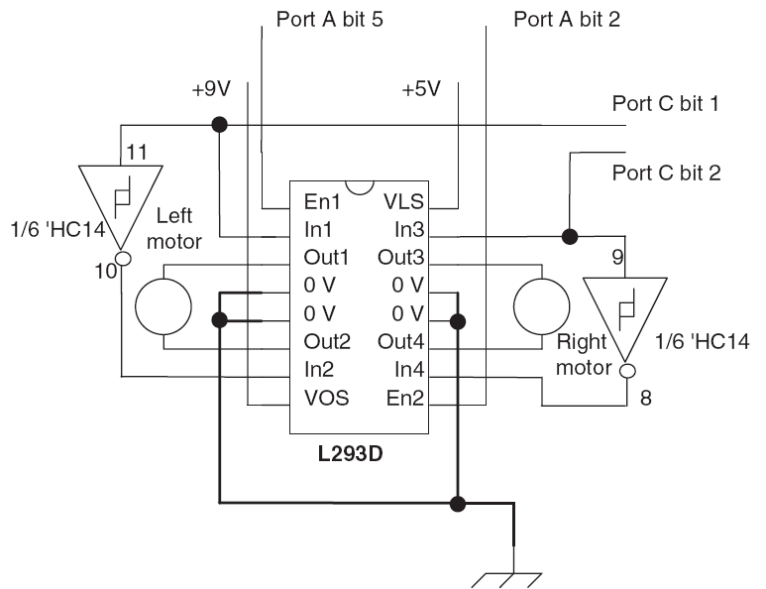 Port A bit 5
Port A bit 2
+9V
+5V
Port C bit 1
Port C bit 2
11
1/6 'HC14
10
Left
motor
En1
In1
Out1
0 V
0 V
Out2
In2
VOS
VLS
In3
Out3
0 V
0 V
Out4
In4
En2
L293D
9
1/6 'HC14
8
Right
motor